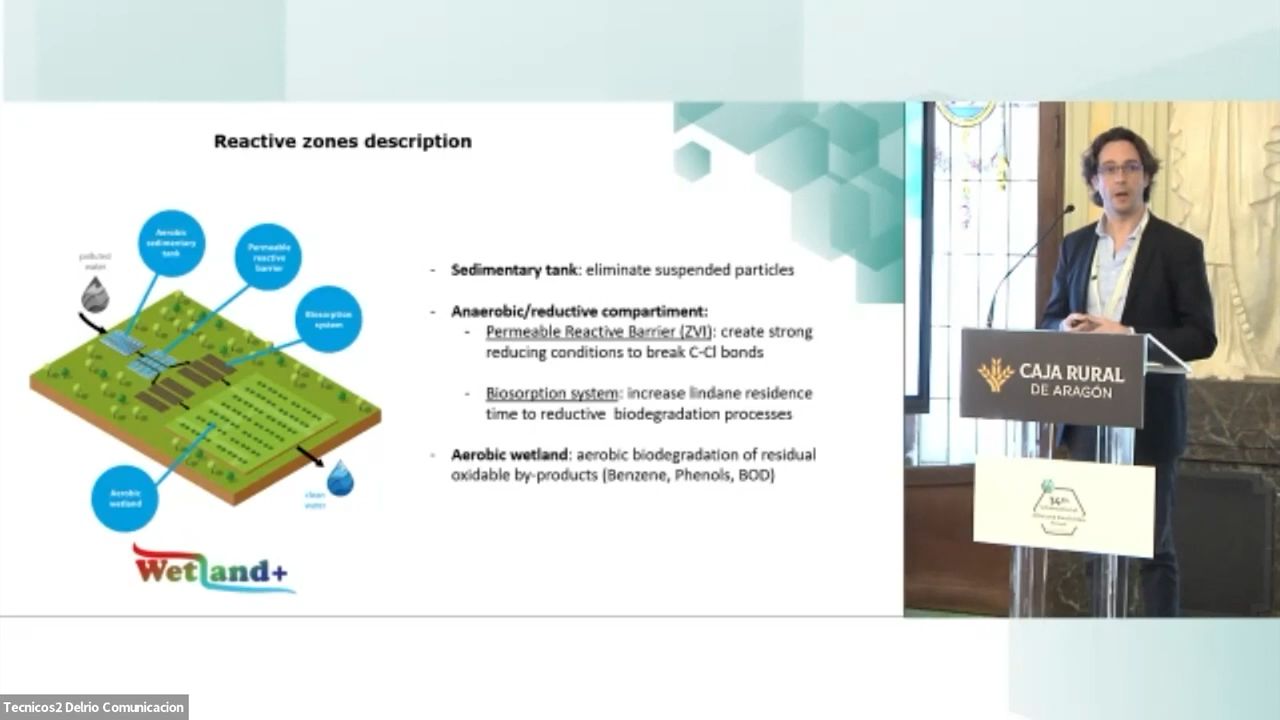 Reactive zones description
Aerobic
sedimentary
tank
Permeable
reactive
barrier
polluted
water
Biosorption
system
- Sedimentary tank: eliminate suspended particles
- Anaerobic/reductive compartiment:
- Permeable Reactive Barrier (ZVI): create strong
reducing conditions to break C-Cl bonds
- Biosorption system: increase lindane residence
time to reductive biodegradation processes
- Aerobic wetland: aerobic biodegradation of residual
oxidable by-products (Benzene, Phenols, BOD)
Aerobic
wetland
clean
water
Wetland+
CAJA RURAL
DE ARAGÓN
14th
Tecnicos2 Delrio Comunicacion